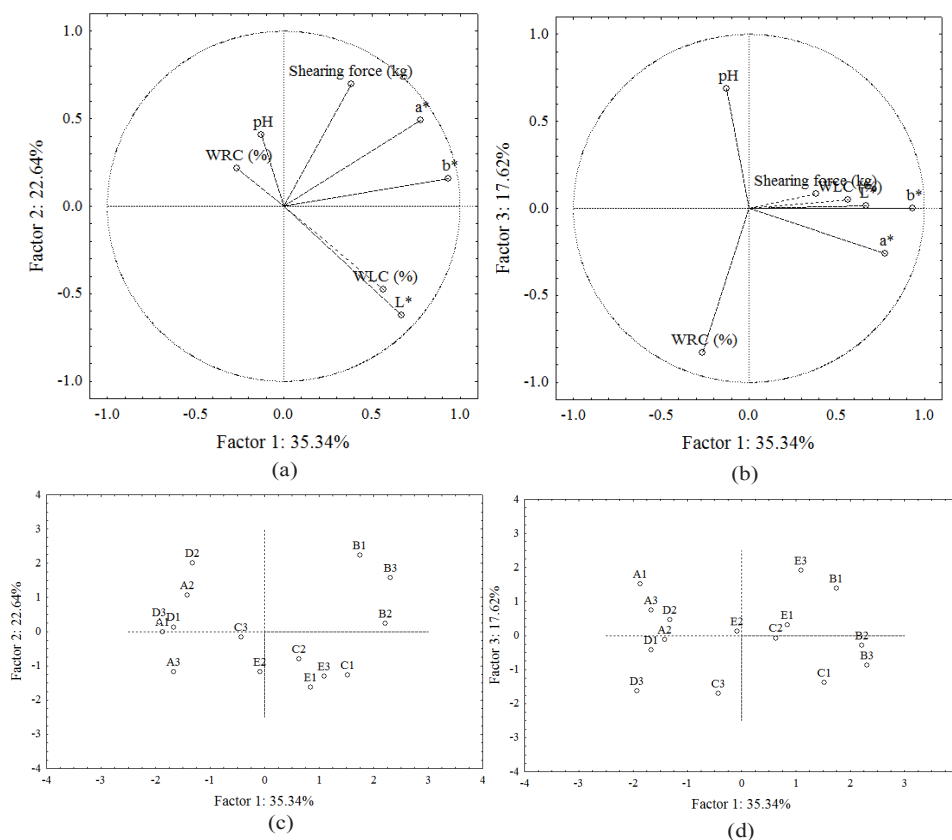 1.0
0.5
0.0
-0.5
-1.0
Factor 2: 22.64%
Shearing force (kg)
a*
pH
WRC (%)
b*
WLC (%)
L*
-1.0 -0.5 0.0 0.5 1.0
Factor 1: 35.34%
(a)
1.0
0.5
0.0
-0.5
-1.0
Factor 3: 17.62%
pH
Shearing force (kg)
WLC (%)
L*
b*
a*
WRC (%)
-1.0 -0.5 0.0 0.5 1.0
Factor 1: 35.34%
(b)
4
3
2
1
0
-1
-2
-3
-4
Factor 2: 22.64%
D2
B1
B3
A2
D3
D1
A1
B2
C3
A3
E2
C2
E3
C1
E1
-4 -3 -2 -1 0 1 2 3 4
Factor 1: 35.34%
(c)
4
3
2
1
0
-1
-2
-3
-4
Factor 3: 17.62%
E3
A1
B1
A3
D2
E1
E2
A2
C2
D1
B2
B3
C1
D3
C3
-4 -3 -2 -1 0 1 2 3 4
Factor 1: 35.34%
(d)